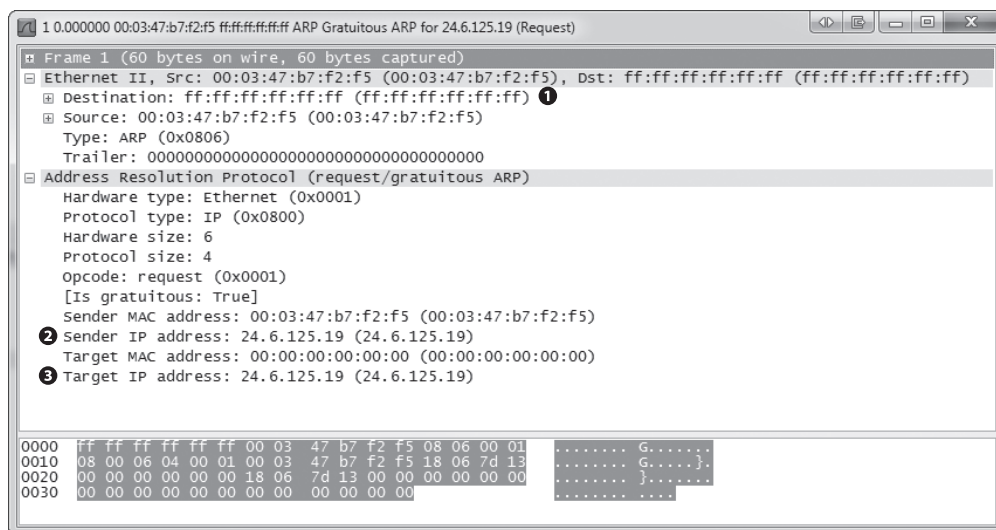 1 0.000000 00:03:47:b7:f2:f5 ff:ff:ff:ff:ff:ff ARP Gratuitous ARP for 24.6.125.19 (Request)
Frame 1 (60 bytes on wire, 60 bytes captured)
Ethernet II, Src: 00:03:47:b7:f2:f5 (00:03:47:b7:f2:f5), Dst: ff:ff:ff:ff:ff:ff (ff:ff:ff:ff:ff:ff)
Destination: ff:ff:ff:ff:ff:ff (ff:ff:ff:ff:ff:ff) ❶
Source: 00:03:47:b7:f2:f5 (00:03:47:b7:f2:f5)
Type: ARP (0x0806)
Trailer: 000000000000000000000000000000000000
Address Resolution Protocol (request/gratuitous ARP)
Hardware type: Ethernet (0x0001)
Protocol type: IP (0x0800)
Hardware size: 6
Protocol size: 4
Opcode: request (0x0001)
[Is gratuitous: True]
Sender MAC address: 00:03:47:b7:f2:f5 (00:03:47:b7:f2:f5)
❷ Sender IP address: 24.6.125.19 (24.6.125.19)
Target MAC address: 00:00:00:00:00:00 (00:00:00:00:00:00)
❸ Target IP address: 24.6.125.19 (24.6.125.19)
0000 ff ff ff ff ff ff 00 03 47 b7 f2 f5 08 06 00 01 ........ G.......
0010 08 00 06 04 00 01 00 03 47 b7 f2 f5 18 06 7d 13 ........ G.....}.
0020 00 00 00 00 00 00 18 06 7d 13 00 00 00 00 00 00 ........ }.......
0030 00 00 00 00 00 00 00 00 00 00 00 00 ........ ....